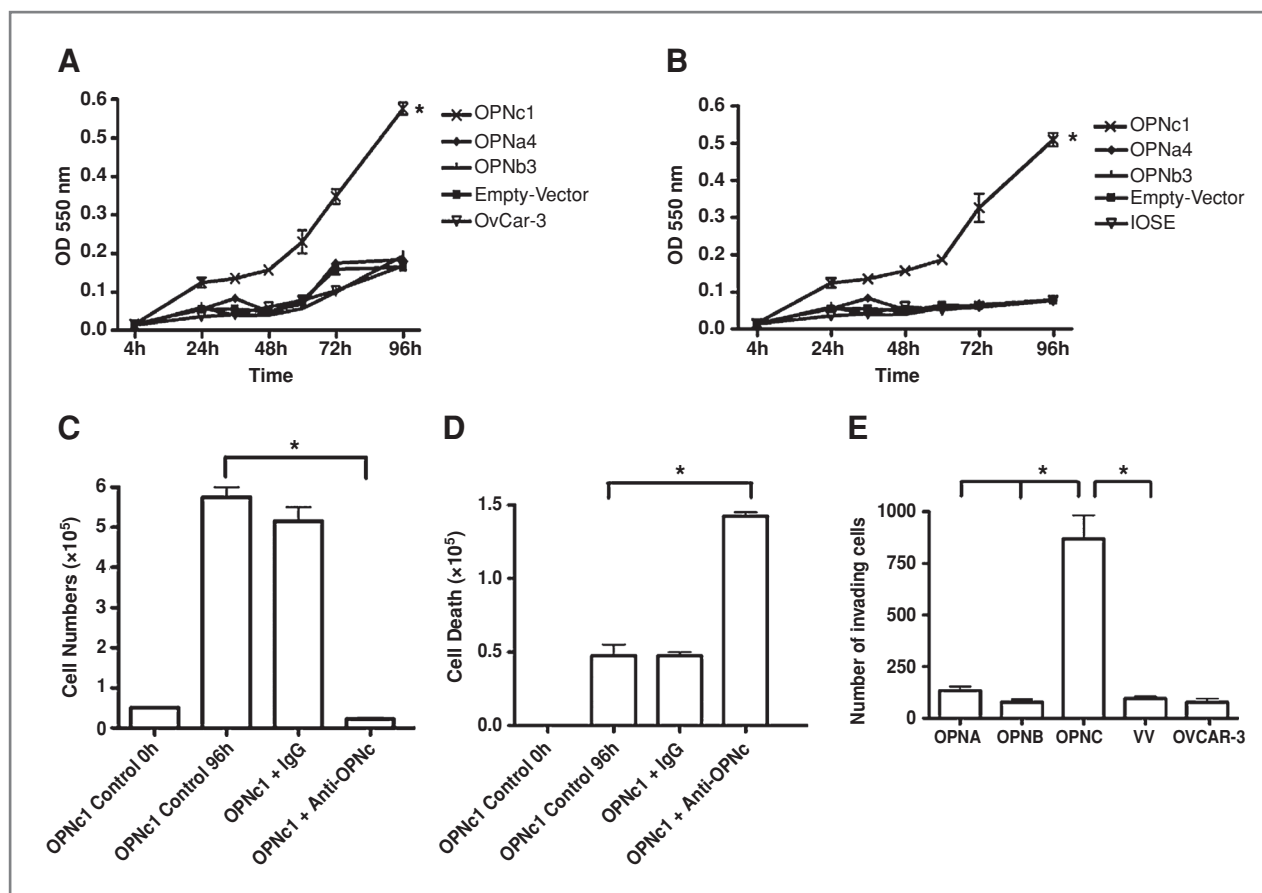 A
OD 550 nm
0.6
0.5
0.4
0.3
0.2
0.1
0.0
4h 24h 48h 72h 96h
Time
*
OPNc1
OPNa4
OPNb3
Empty-Vector
OvCar-3
B
OD 550 nm
0.6
0.5
0.4
0.3
0.2
0.1
0.0
4h 24h 48h 72h 96h
Time
*
OPNc1
OPNa4
OPNb3
Empty-Vector
IOSE
C
*
Cell Numbers (×10⁵)
6
5
4
3
2
1
0
OPNc1 Control 0h
OPNc1 Control 96h
OPNc1 + IgG
OPNc1 + Anti-OPNc
D
*
Cell Death (×10⁵)
1.5
1.0
0.5
0.0
OPNc1 Control 0h
OPNc1 Control 96h
OPNc1 + IgG
OPNc1 + Anti-OPNc
E
* *
Number of invading cells
1000
750
500
250
0
OPNA OPNB OPNC VV OVCAR-3